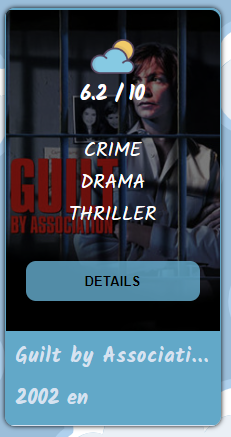 6.2 / 10
CRIME
DRAMA
THRILLER
GUILT
BY ASSOCIATION
DETAILS
Guilt by Associati...
2002 en